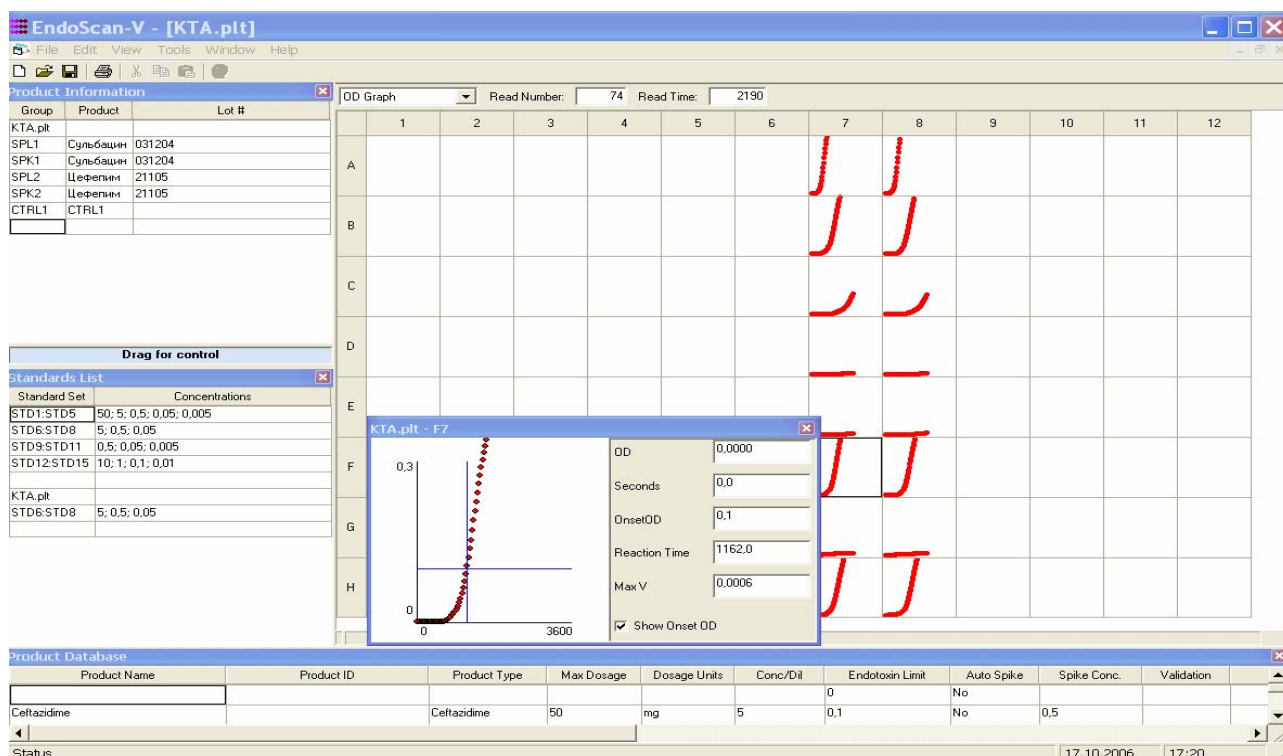 EndoScan-V - [KTA.plt]
File Edit View Tools Window Help
Product Information
Group Product Lot #
KTA.plt
SPL1 Сульбацин 031204
SPK1 Сульбацин 031204
SPL2 Цефепим 21105
SPK2 Цефепим 21105
CTRL1 CTRL1
Drag for control
Standards List
Standard Set Concentrations
STD1:STD5 50; 5; 0,5; 0,05; 0,005
STD6:STD8 5; 0,5; 0,05
STD9:STD11 0,5; 0,05; 0,005
STD12:STD15 10; 1; 0,1; 0,01
KTA.plt
STD6:STD8 5; 0,5; 0,05
OD Graph Read Number: 74 Read Time: 2190
1 2 3 4 5 6 7 8 9 10 11 12
A
B
C
D
E
F
G
H
KTA.plt - F7
0,3
0
0 3600
OD 0,0000
Seconds 0,0
OnsetOD 0,1
Reaction Time 1162,0
Max V 0,0006
Show Onset OD
Product Database
Product Name Product ID Product Type Max Dosage Dosage Units Conc/Dil Endotoxin Limit Auto Spike Spike Conc. Validation
0 No
Ceftazidime Ceftazidime 50 mg 5 0,1 No 0,5
Status 17.10.2006 17:20